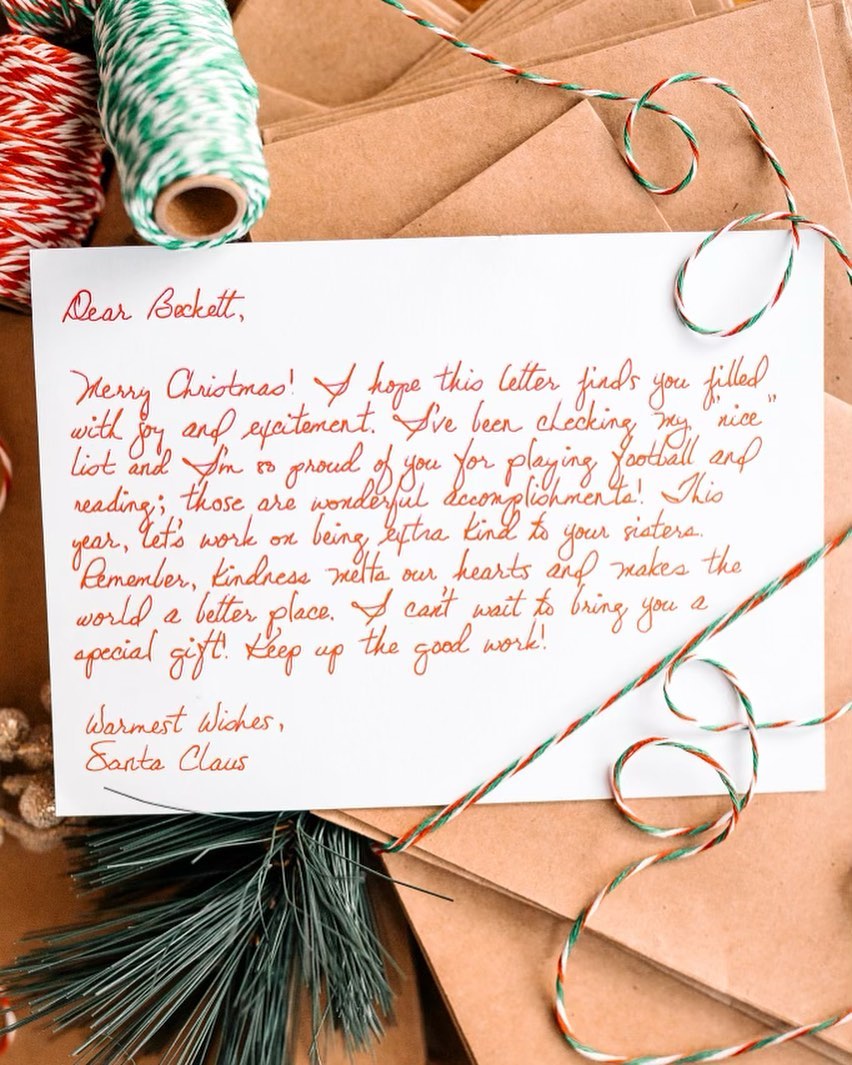 Dear Beckett,
Merry Christmas! I hope this letter finds you filled
with joy and excitement. I've been checking my "nice"
list and I'm so proud of you for playing football and
reading; those are wonderful accomplishments! This
year, let's work on being extra kind to your sisters.
Remember, kindness melts our hearts and makes the
world a better place. I can't wait to bring you a
special gift! Keep up the good work!
Warmest Wishes,
Santa Claus